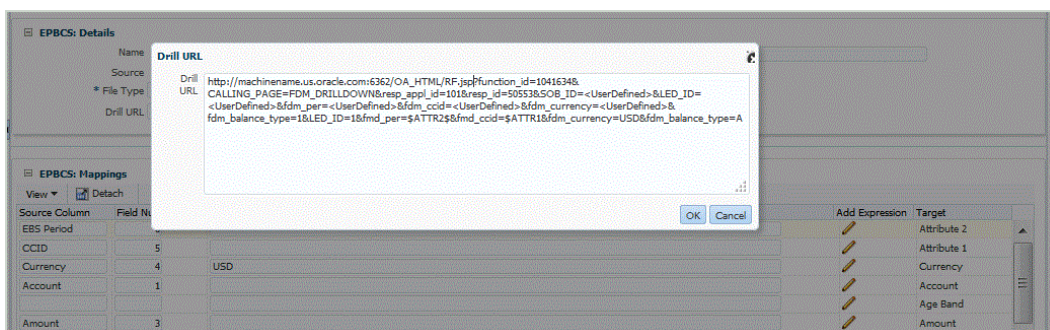 EPBCS: Details
Name
Source
* File Type
Drill URL
Drill URL
Drill URL
http://machinename.us.oracle.com:6362/OA_HTML/RF.jsp?function_id=1041634&
CALLING_PAGE=FDM_DRILLDOWN&resp_appl_id=101&resp_id=50553&SOB_ID=<UserDefined>&LED_ID=
<UserDefined>&fdm_per=<UserDefined>&fdm_ccid=<UserDefined>&fdm_currency=<UserDefined>&
fdm_balance_type=1&LED_ID=1&fmd_per=$ATTR2$&fmd_ccid=$ATTR1&fdm_currency=USD&fdm_balance_type=A
OK Cancel
EPBCS: Mappings
View Detach
Source Column Field Nu Add Expression Target
EBS Period Attribute 2
CCID 5 Attribute 1
Currency 4 USD Currency
Account 1 Account
Age Band
Amount 3 Amount